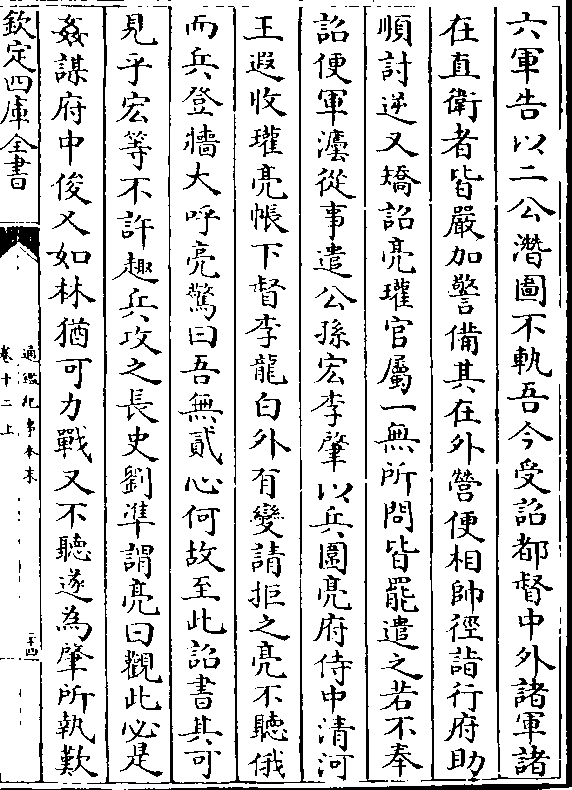 六軍告以二公潛圖不軌吾今受詔都督中外諸軍諸
在直衛者皆嚴加警備其在外營便相帥徑詣行府助
順討逆又矯詔亮瓘官屬一無所問皆罷遣之若不奉
詔便軍灋從事遣公孫宏李肇以兵圍亮府侍中清河
王遐收瓘亮帳下督李龍白外有變請拒之亮不聽俄
而兵登牆大呼亮驚曰吾無貳心何故至此詔書其可
見乎宏等不許趣兵攻之長史劉準謂亮曰觀此必是
姦謀府中俊乂如林猶可力戰又不聽遂為肇所執歎
欽定四庫全書
通鑑紀事本末
卷十二上
二十四